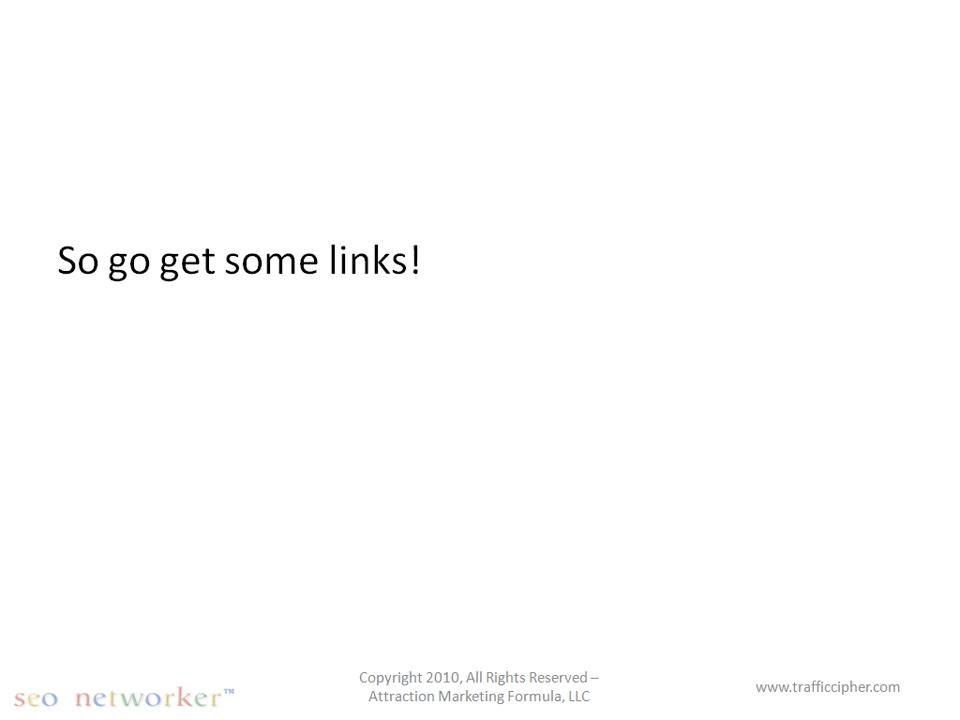 So go get some links!
seo networker™
Copyright 2010, All Rights Reserved –
Attraction Marketing Formula, LLC
www.trafficcipher.com